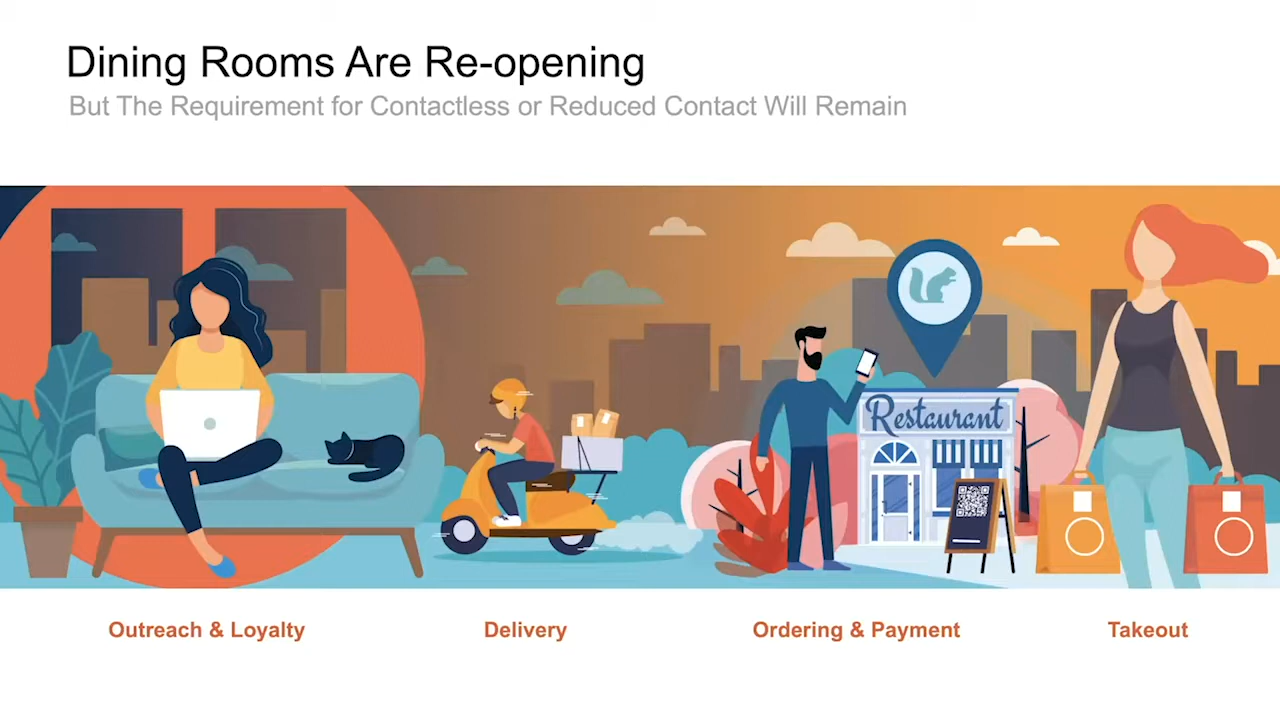 Dining Rooms Are Re-opening
But The Requirement for Contactless or Reduced Contact Will Remain
Restaurant
Outreach & Loyalty
Delivery
Ordering & Payment
Takeout